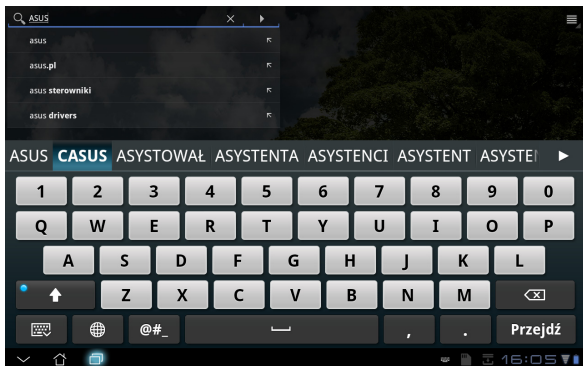 ASUS
asus
asus.pl
asus sterowniki
asus drivers
ASUS CASUS ASYSTOWAŁ ASYSTENTA ASYSTENCI ASYSTENT ASYSTEN
1 2 3 4 5 6 7 8 9 0
Q W E R T Y U I O P
A S D F G H J K L
Z X C V B N M
@#_ , . Przejdź
16:05